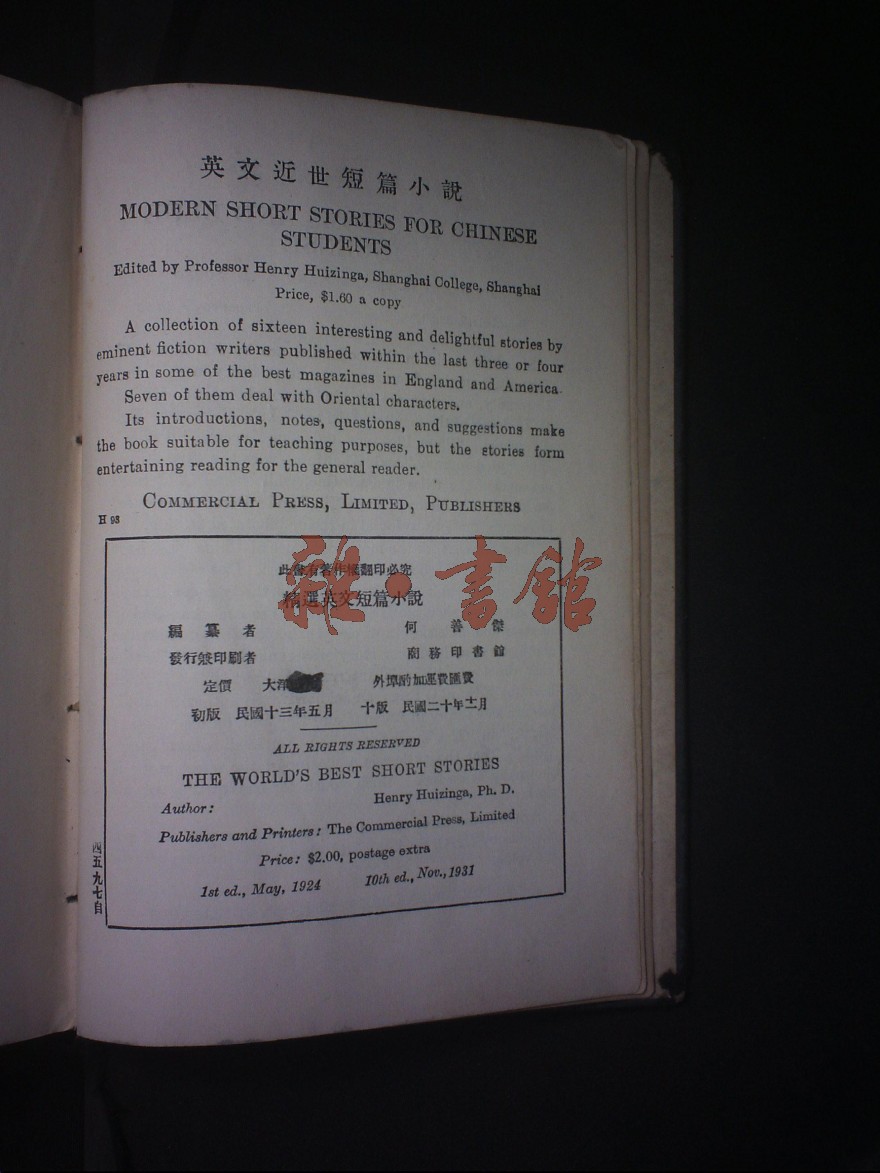 英文近世短篇小說
MODERN SHORT STORIES FOR CHINESE
STUDENTS
Edited by Professor Henry Huizinga, Shanghai College, Shanghai
Price, $1.60 a copy
A collection of sixteen interesting and delightful stories by
eminent fiction writers published within the last three or four
years in some of the best magazines in England and America.
Seven of them deal with Oriental characters.
Its introductions, notes, questions, and suggestions make
the book suitable for teaching purposes, but the stories form
entertaining reading for the general reader.
COMMERCIAL PRESS, LIMITED, PUBLISHERS
H 93
雜·書館
此書有著作權翻印必究
精選英文短篇小說
編纂者 何善傑
發行兼印刷者 商務印書館
定價 大洋 外埠酌加運費匯費
初版 民國十三年五月 十版 民國二十年十一月
ALL RIGHTS RESERVED
THE WORLD'S BEST SHORT STORIES
Author: Henry Huizinga, Ph. D.
Publishers and Printers: The Commercial Press, Limited
Price: $2.00, postage extra
1st ed., May, 1924 10th ed., Nov., 1931
四五九七自